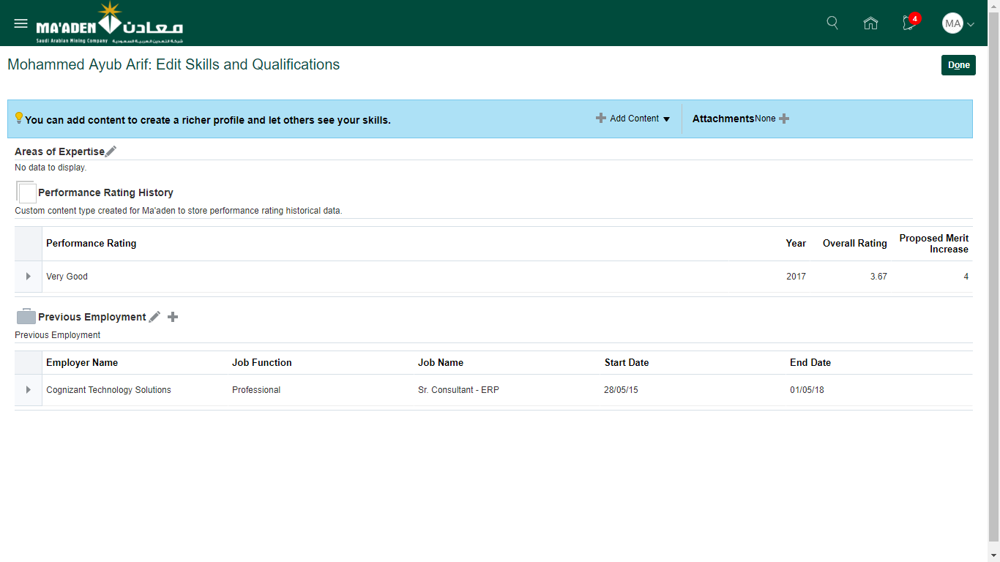 MA'ADEN معادن
Saudi Arabian Mining Company شركة التعدين العربية السعودية
4
MA
Mohammed Ayub Arif: Edit Skills and Qualifications
Done
You can add content to create a richer profile and let others see your skills.
Add Content
Attachments None
Areas of Expertise
No data to display.
Performance Rating History
Custom content type created for Ma'aden to store performance rating historical data.
Performance Rating Year Overall Rating Proposed Merit
Increase
Very Good 2017 3.67 4
Previous Employment
Previous Employment
Employer Name Job Function Job Name Start Date End Date
Cognizant Technology Solutions Professional Sr. Consultant - ERP 28/05/15 01/05/18